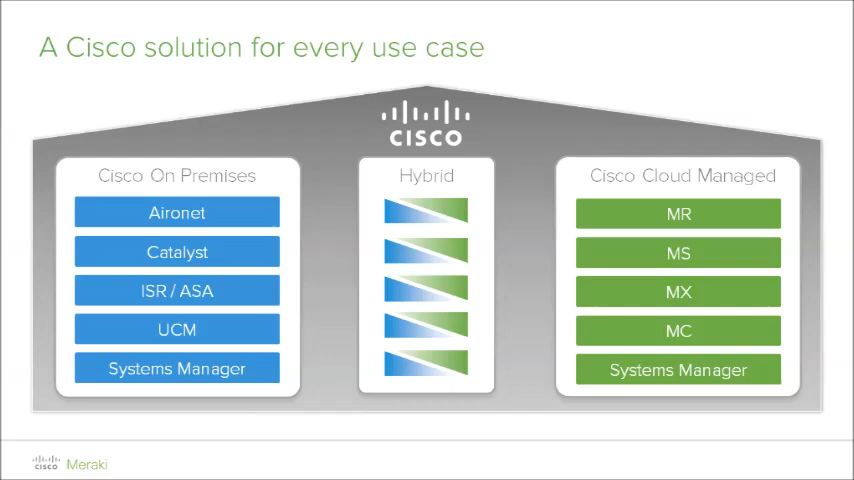 A Cisco solution for every use case
CISCO
Cisco On Premises
Aironet
Catalyst
ISR / ASA
UCM
Systems Manager
Hybrid
Cisco Cloud Managed
MR
MS
MX
MC
Systems Manager
CISCO Meraki